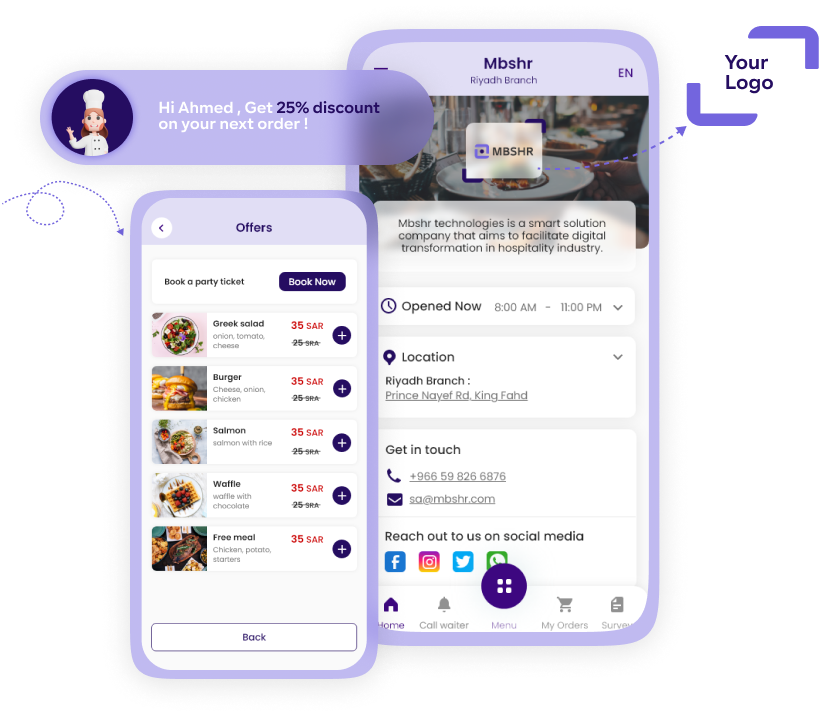 Your
Logo
Mbshr
Riyadh Branch
EN
Hi Ahmed , Get 25% discount
on your next order !
MBSHR
Mbshr technologies is a smart solution
company that aims to facilitate digital
transformation in hospitality industry.
Opened Now 8:00 AM - 11:00 PM
Location
Riyadh Branch :
Prince Nayef Rd, King Fahd
Get in touch
+966 59 826 6876
sa@mbshr.com
Reach out to us on social media
Home Call waiter Menu My Orders Survey
Offers
Book a party ticket Book Now
Greek salad 35 SAR
onion, tomato,
cheese
25 SRA
Burger
35 SAR
Cheese, onion,
chicken
25 SRA
Salmon 35 SAR
salmon with rice
25 SRA
Waffle
35 SAR
waffle with
chocolate
25 SRA
Free meal 35 SAR
Chicken, potato,
starters
Back